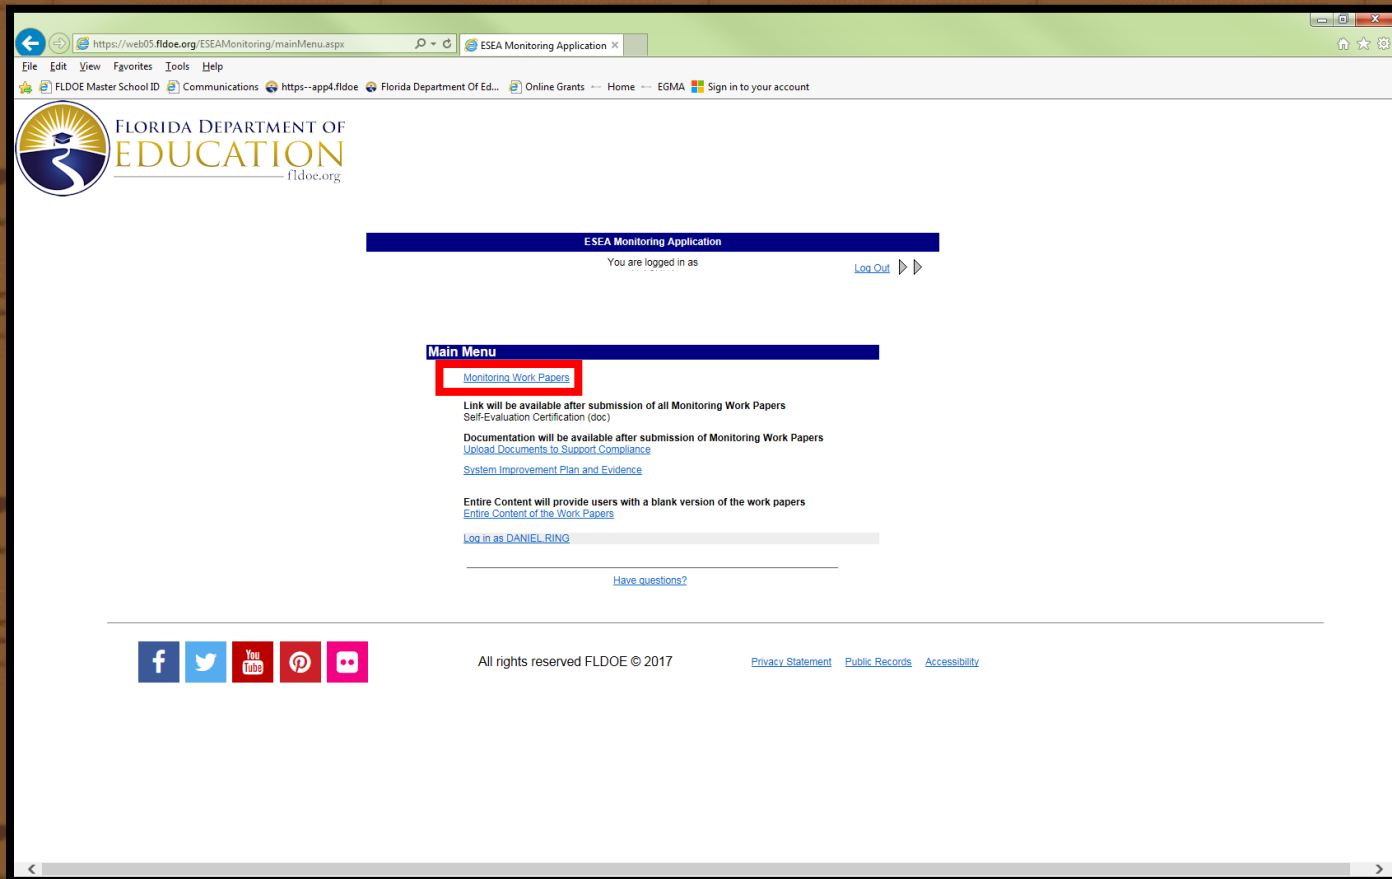 https://web05.fldoe.org/ESEAMonitoring/mainMenu.aspx
ESEA Monitoring Application
File Edit View Favorites Tools Help
FLDOE Master School ID Communications https--app4.fldoe Florida Department Of Ed... Online Grants Home EGMA Sign in to your account
FLORIDA DEPARTMENT OF
EDUCATION
fldoe.org
ESEA Monitoring Application
You are logged in as
Log Out
Main Menu
Monitoring Work Papers
Link will be available after submission of all Monitoring Work Papers
Self-Evaluation Certification (doc)
Documentation will be available after submission of Monitoring Work Papers
Upload Documents to Support Compliance
System Improvement Plan and Evidence
Entire Content will provide users with a blank version of the work papers
Entire Content of the Work Papers
Log in as DANIEL.RING
Have questions?
f
You
Tube
All rights reserved FLDOE © 2017 Privacy Statement Public Records Accessibility